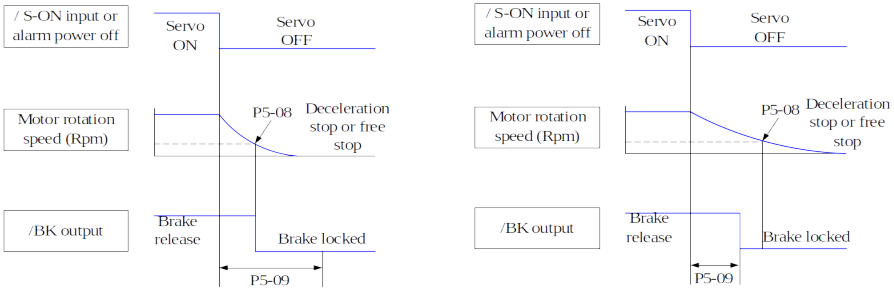 / S-ON input or
alarm power off
Servo
ON
Servo
OFF
Motor rotation
speed (Rpm)
P5-08
Deceleration
stop or free
stop
/BK output
Brake
release
Brake locked
P5-09
/ S-ON input or
alarm power off
Servo
ON
Servo
OFF
Motor rotation
speed (Rpm)
P5-08
Deceleration
stop or free
stop
/BK output
Brake
release
Brake locked
P5-09